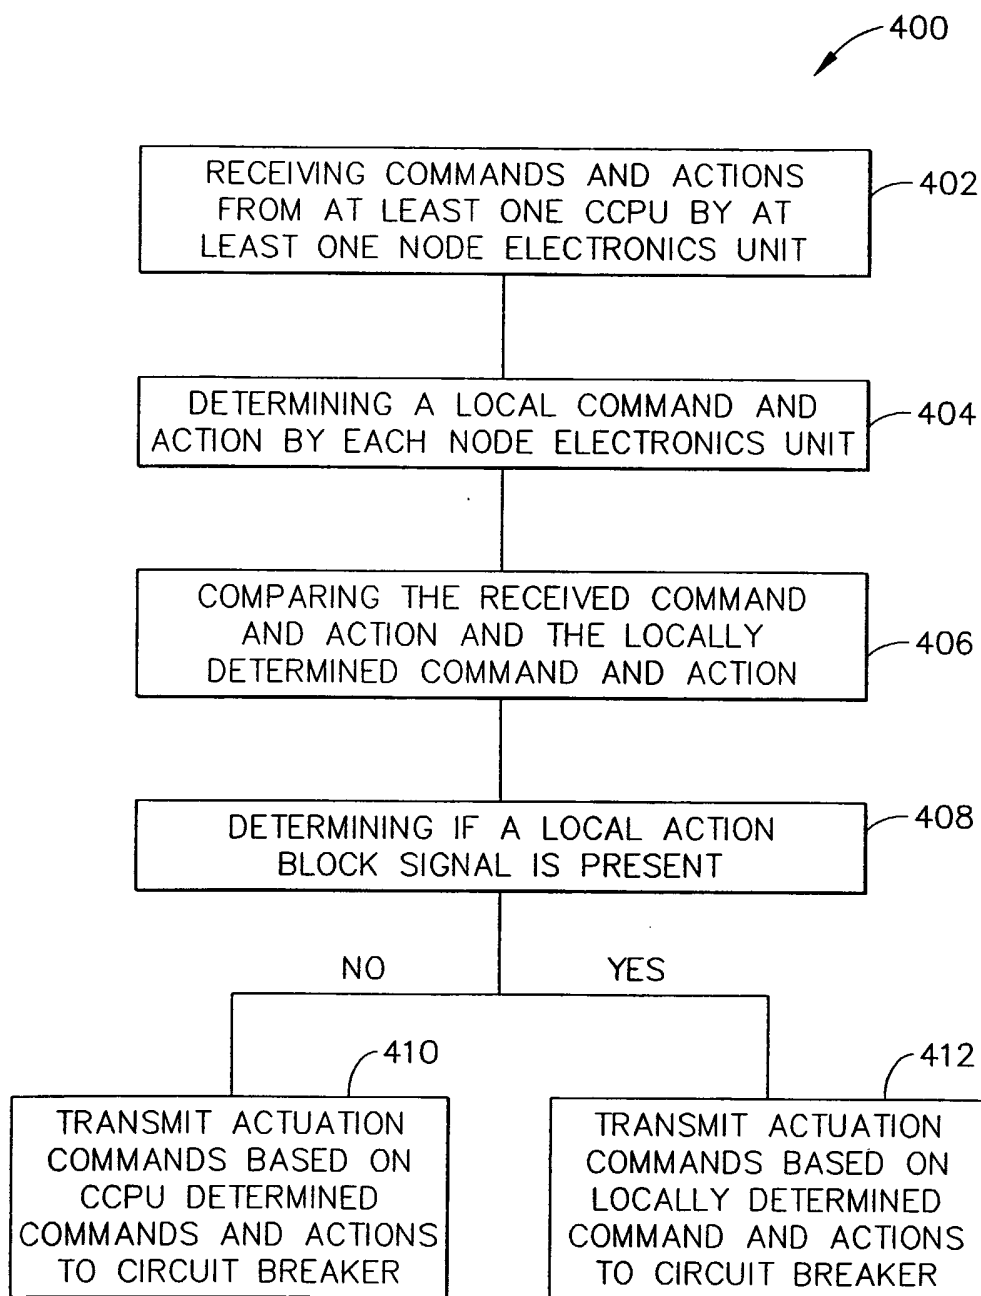 400
RECEIVING COMMANDS AND ACTIONS
FROM AT LEAST ONE CCPU BY AT
LEAST ONE NODE ELECTRONICS UNIT
402
DETERMINING A LOCAL COMMAND AND
ACTION BY EACH NODE ELECTRONICS UNIT
404
COMPARING THE RECEIVED COMMAND
AND ACTION AND THE LOCALLY
DETERMINED COMMAND AND ACTION
406
DETERMINING IF A LOCAL ACTION
BLOCK SIGNAL IS PRESENT
408
NO
YES
410
TRANSMIT ACTUATION
COMMANDS BASED ON
CCPU DETERMINED
COMMANDS AND ACTIONS
TO CIRCUIT BREAKER
412
TRANSMIT ACTUATION
COMMANDS BASED ON
LOCALLY DETERMINED
COMMAND AND ACTIONS
TO CIRCUIT BREAKER